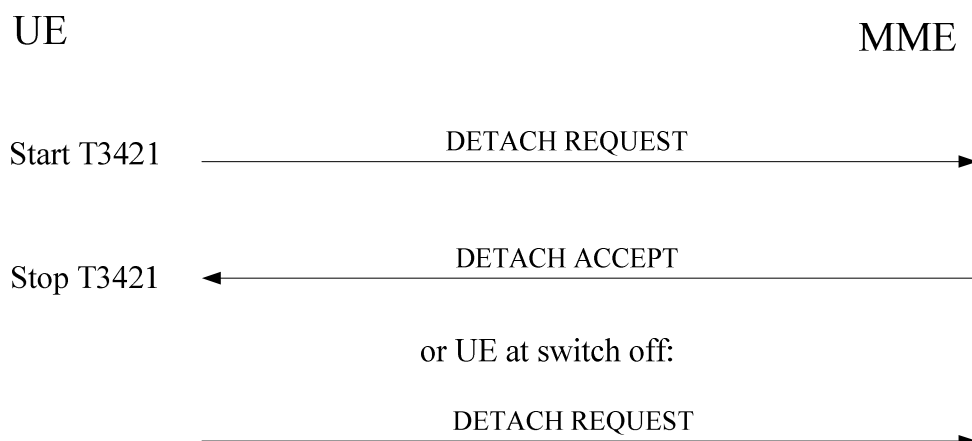 UE
MME
Start T3421
DETACH REQUEST
Stop T3421
DETACH ACCEPT
or UE at switch off:
DETACH REQUEST